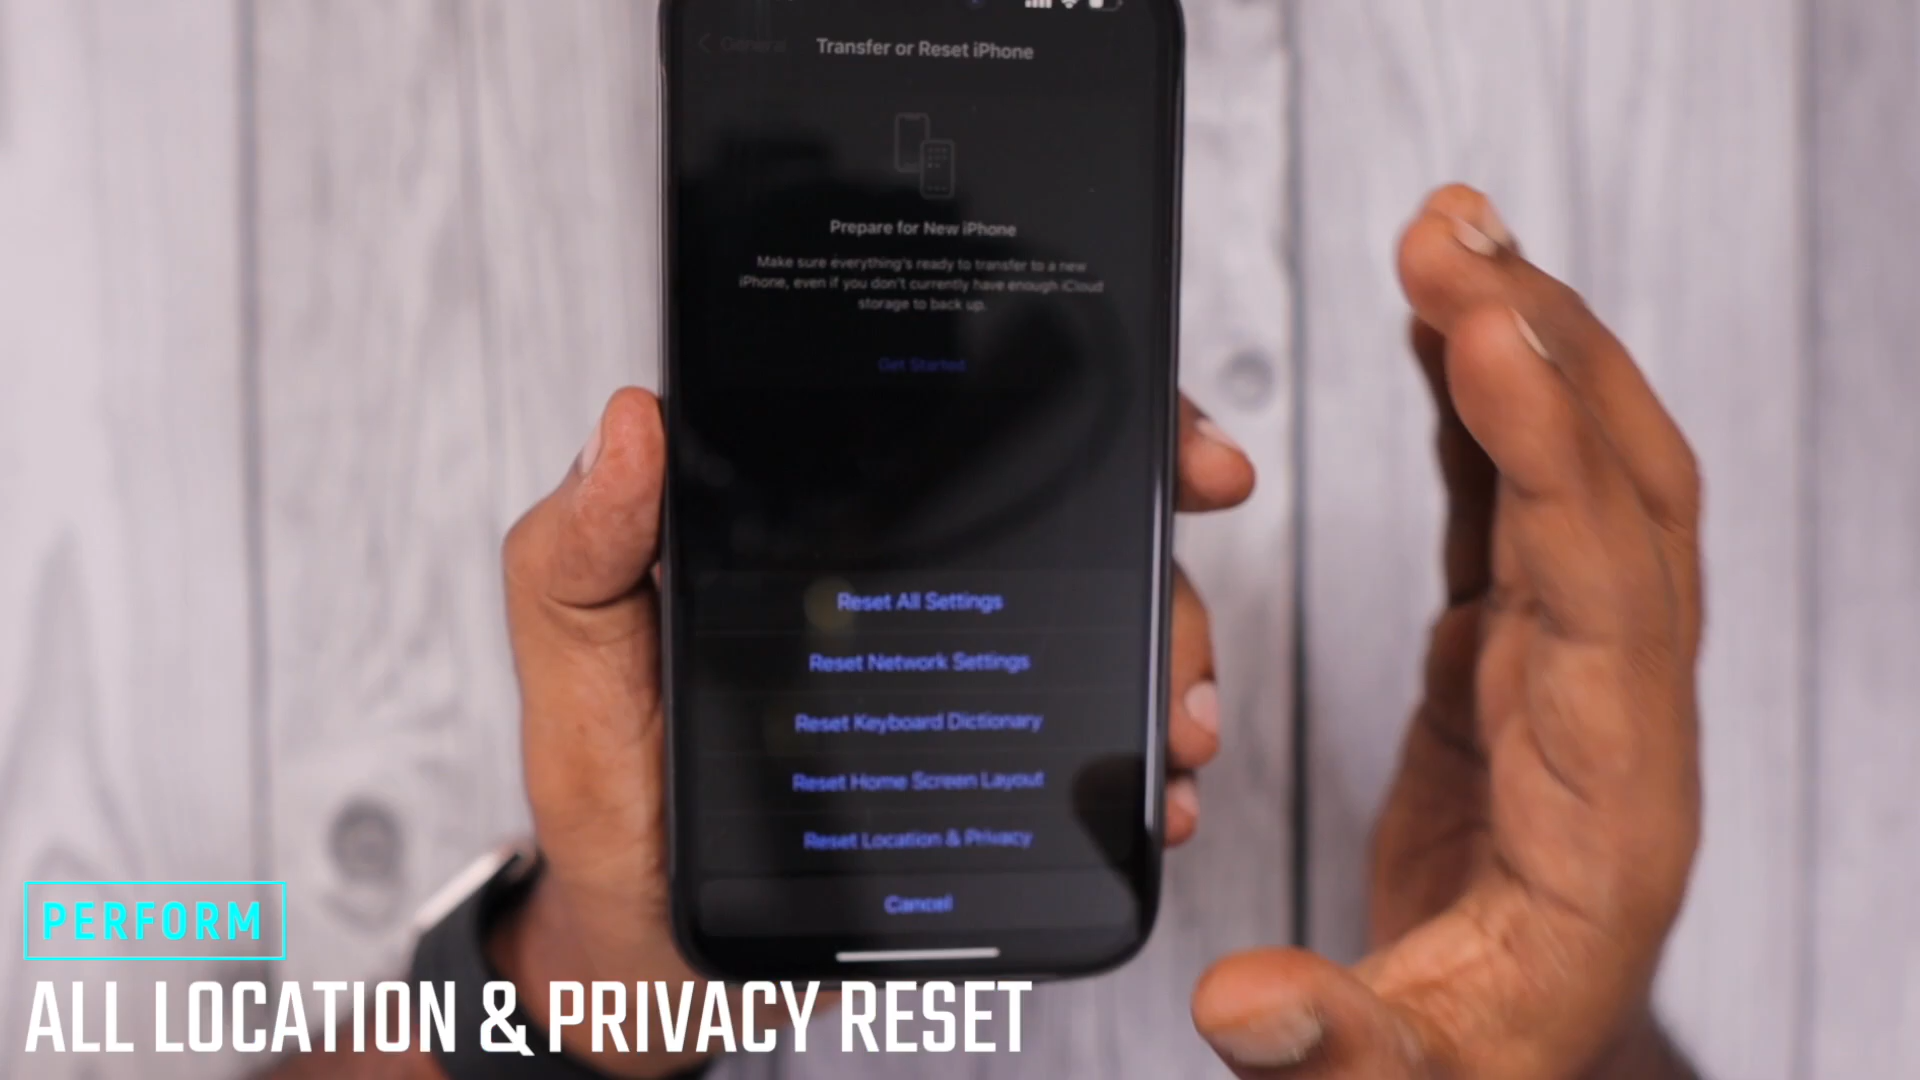 General
Transfer or Reset iPhone
Prepare for New iPhone
Make sure everything's ready to transfer to a new
iPhone, even if you don't currently have enough iCloud
storage to back up.
Get Started
Reset All Settings
Reset Network Settings
Reset Keyboard Dictionary
Reset Home Screen Layout
Reset Location & Privacy
Cancel
PERFORM
ALL LOCATION & PRIVACY RESET